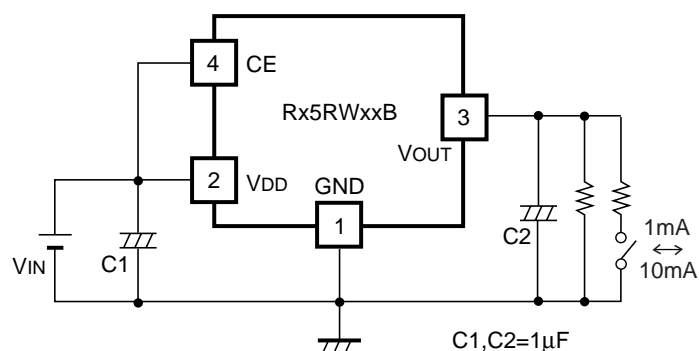 4
CE
Rx5RWxxB
3
VOUT
2
VDD
GND
1
VIN
C1
C2
1mA
10mA
C1,C2=1μF